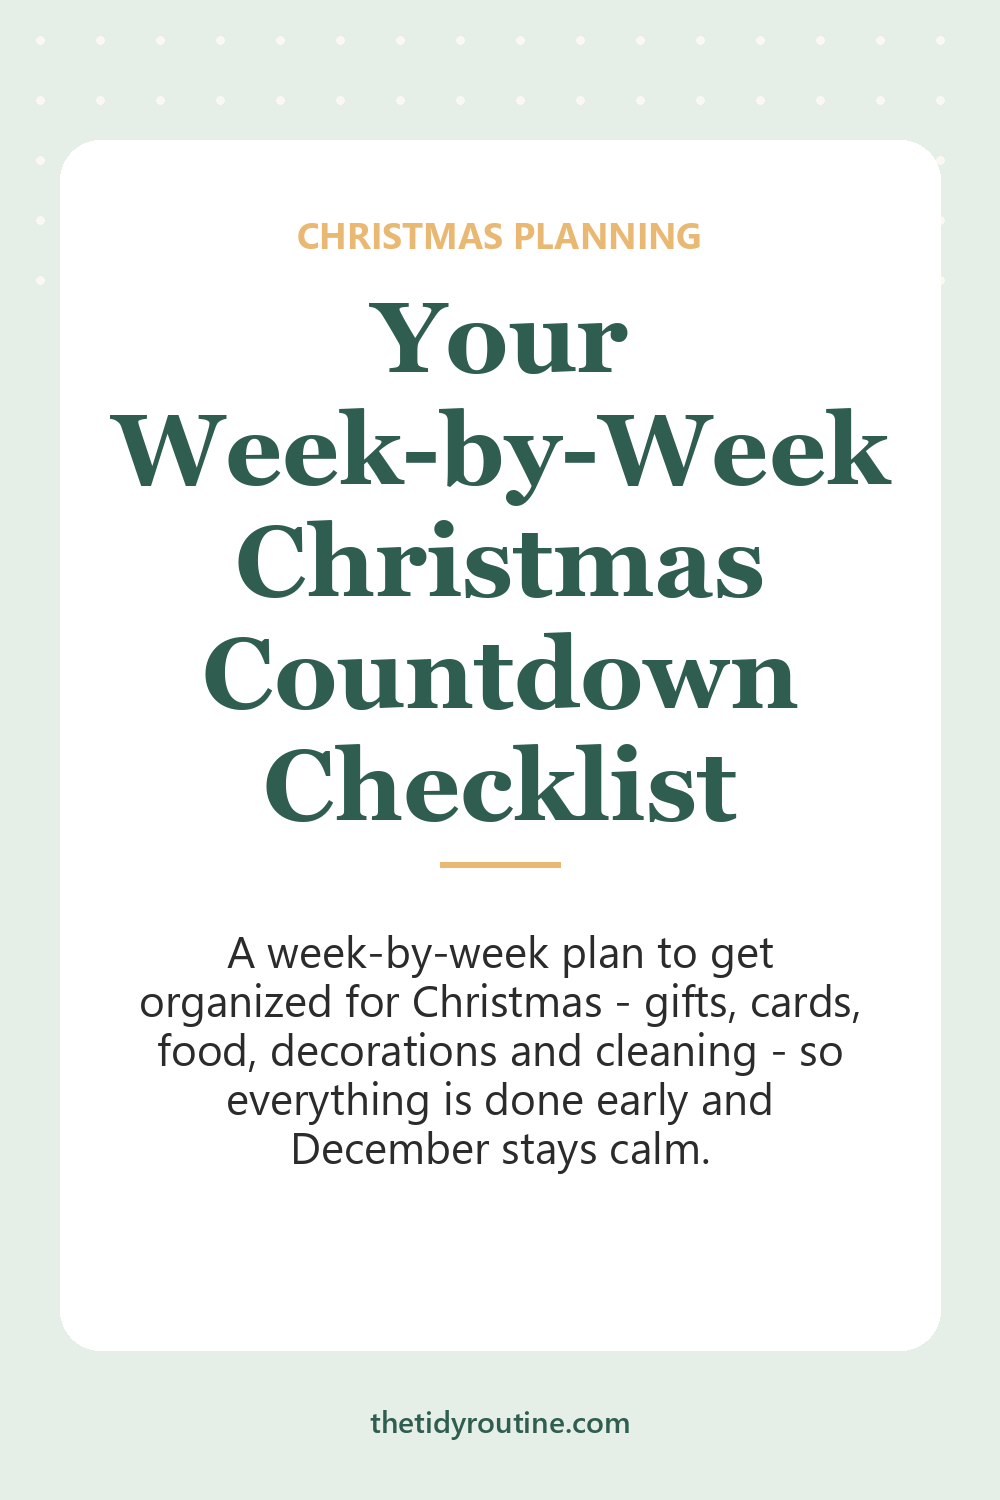 CHRISTMAS PLANNING
Your
Week-by-Week
Christmas
Countdown
Checklist
A week-by-week plan to get
organized for Christmas - gifts, cards,
food, decorations and cleaning - so
everything is done early and
December stays calm.
thetidyroutine.com